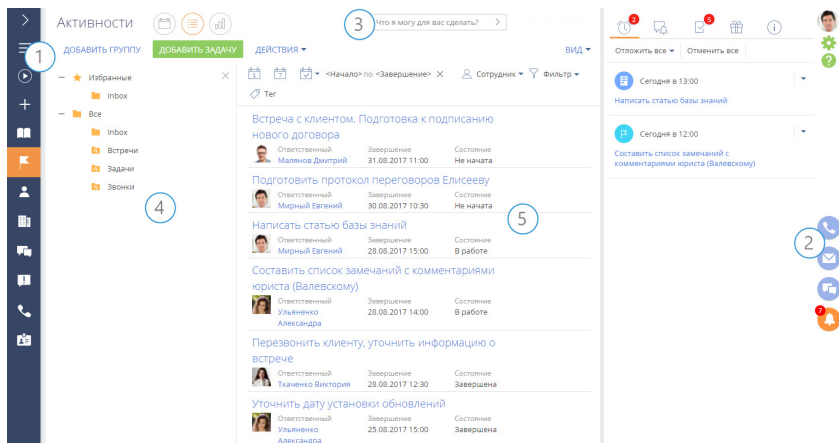 Активности
3
Что я могу для вас сделать?
1
ДОБАВИТЬ ГРУППУ
ДОБАВИТЬ ЗАДАЧУ
ДЕЙСТВИЯ
ВИД
Избранные
Inbox
Все
Inbox
Встречи
Задачи
Звонки
4
1
7
<Начало> по <Завершение>
Сотрудник
Фильтр
Тег
Встреча с клиентом. Подготовка к подписанию
нового договора
Ответственный Завершение Состояние
Малянов Дмитрий 31.08.2017 11:00 Не начата
Подготовить протокол переговоров Елисееву
Ответственный Завершение Состояние
Мирный Евгений 30.08.2017 10:30 Не начата
5
Написать статью базы знаний
Ответственный Завершение Состояние
Мирный Евгений 28.08.2017 15:00 В работе
Составить список замечаний с комментариями
юриста (Валевскому)
Ответственный Завершение Состояние
Ульяненко 28.08.2017 14:00 В работе
Александра
Перезвонить клиенту, уточнить информацию о
встрече
Ответственный Завершение Состояние
Ткаченко Виктория 28.08.2017 12:30 Завершена
Уточнить дату установки обновлений
Ответственный Завершение Состояние
Ульяненко 25.08.2017 15:00 Завершена
Александра
2
5
Отложить все Отменить все
Сегодня в 13:00
Написать статью базы знаний
Сегодня в 12:00
Составить список замечаний с
комментариями юриста (Валевскому)
?
2
7